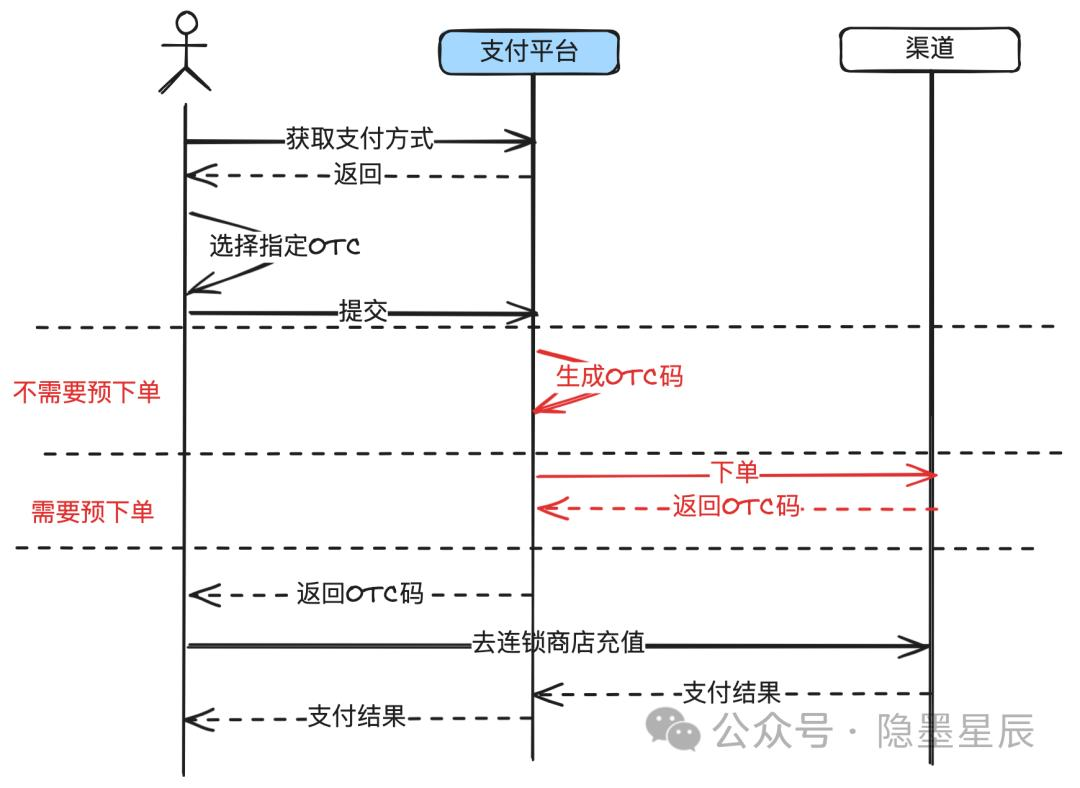 支付平台
渠道
获取支付方式
返回
选择指定OTC
提交
生成OTC码
不需要预下单
下单
返回OTC码
需要预下单
返回OTC码
去连锁商店充值
支付结果
支付结果
公众号·隐墨星辰